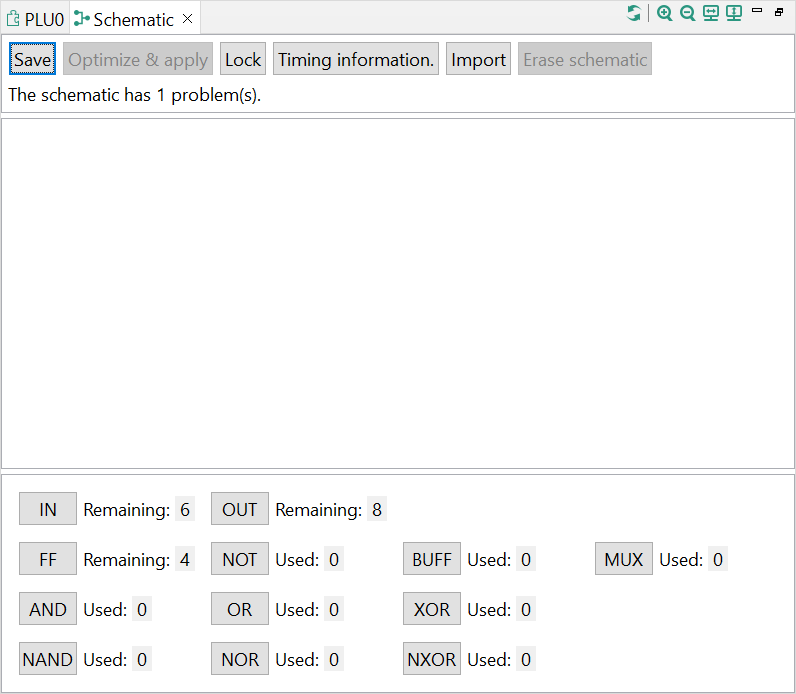 PLU0 Schematic
Save Optimize & apply Lock Timing information. Import Erase schematic
The schematic has 1 problem(s).
IN Remaining: 6 OUT Remaining: 8
FF Remaining: 4 NOT Used: 0 BUFF Used: 0 MUX Used: 0
AND Used: 0 OR Used: 0 XOR Used: 0
NAND Used: 0 NOR Used: 0 NXOR Used: 0